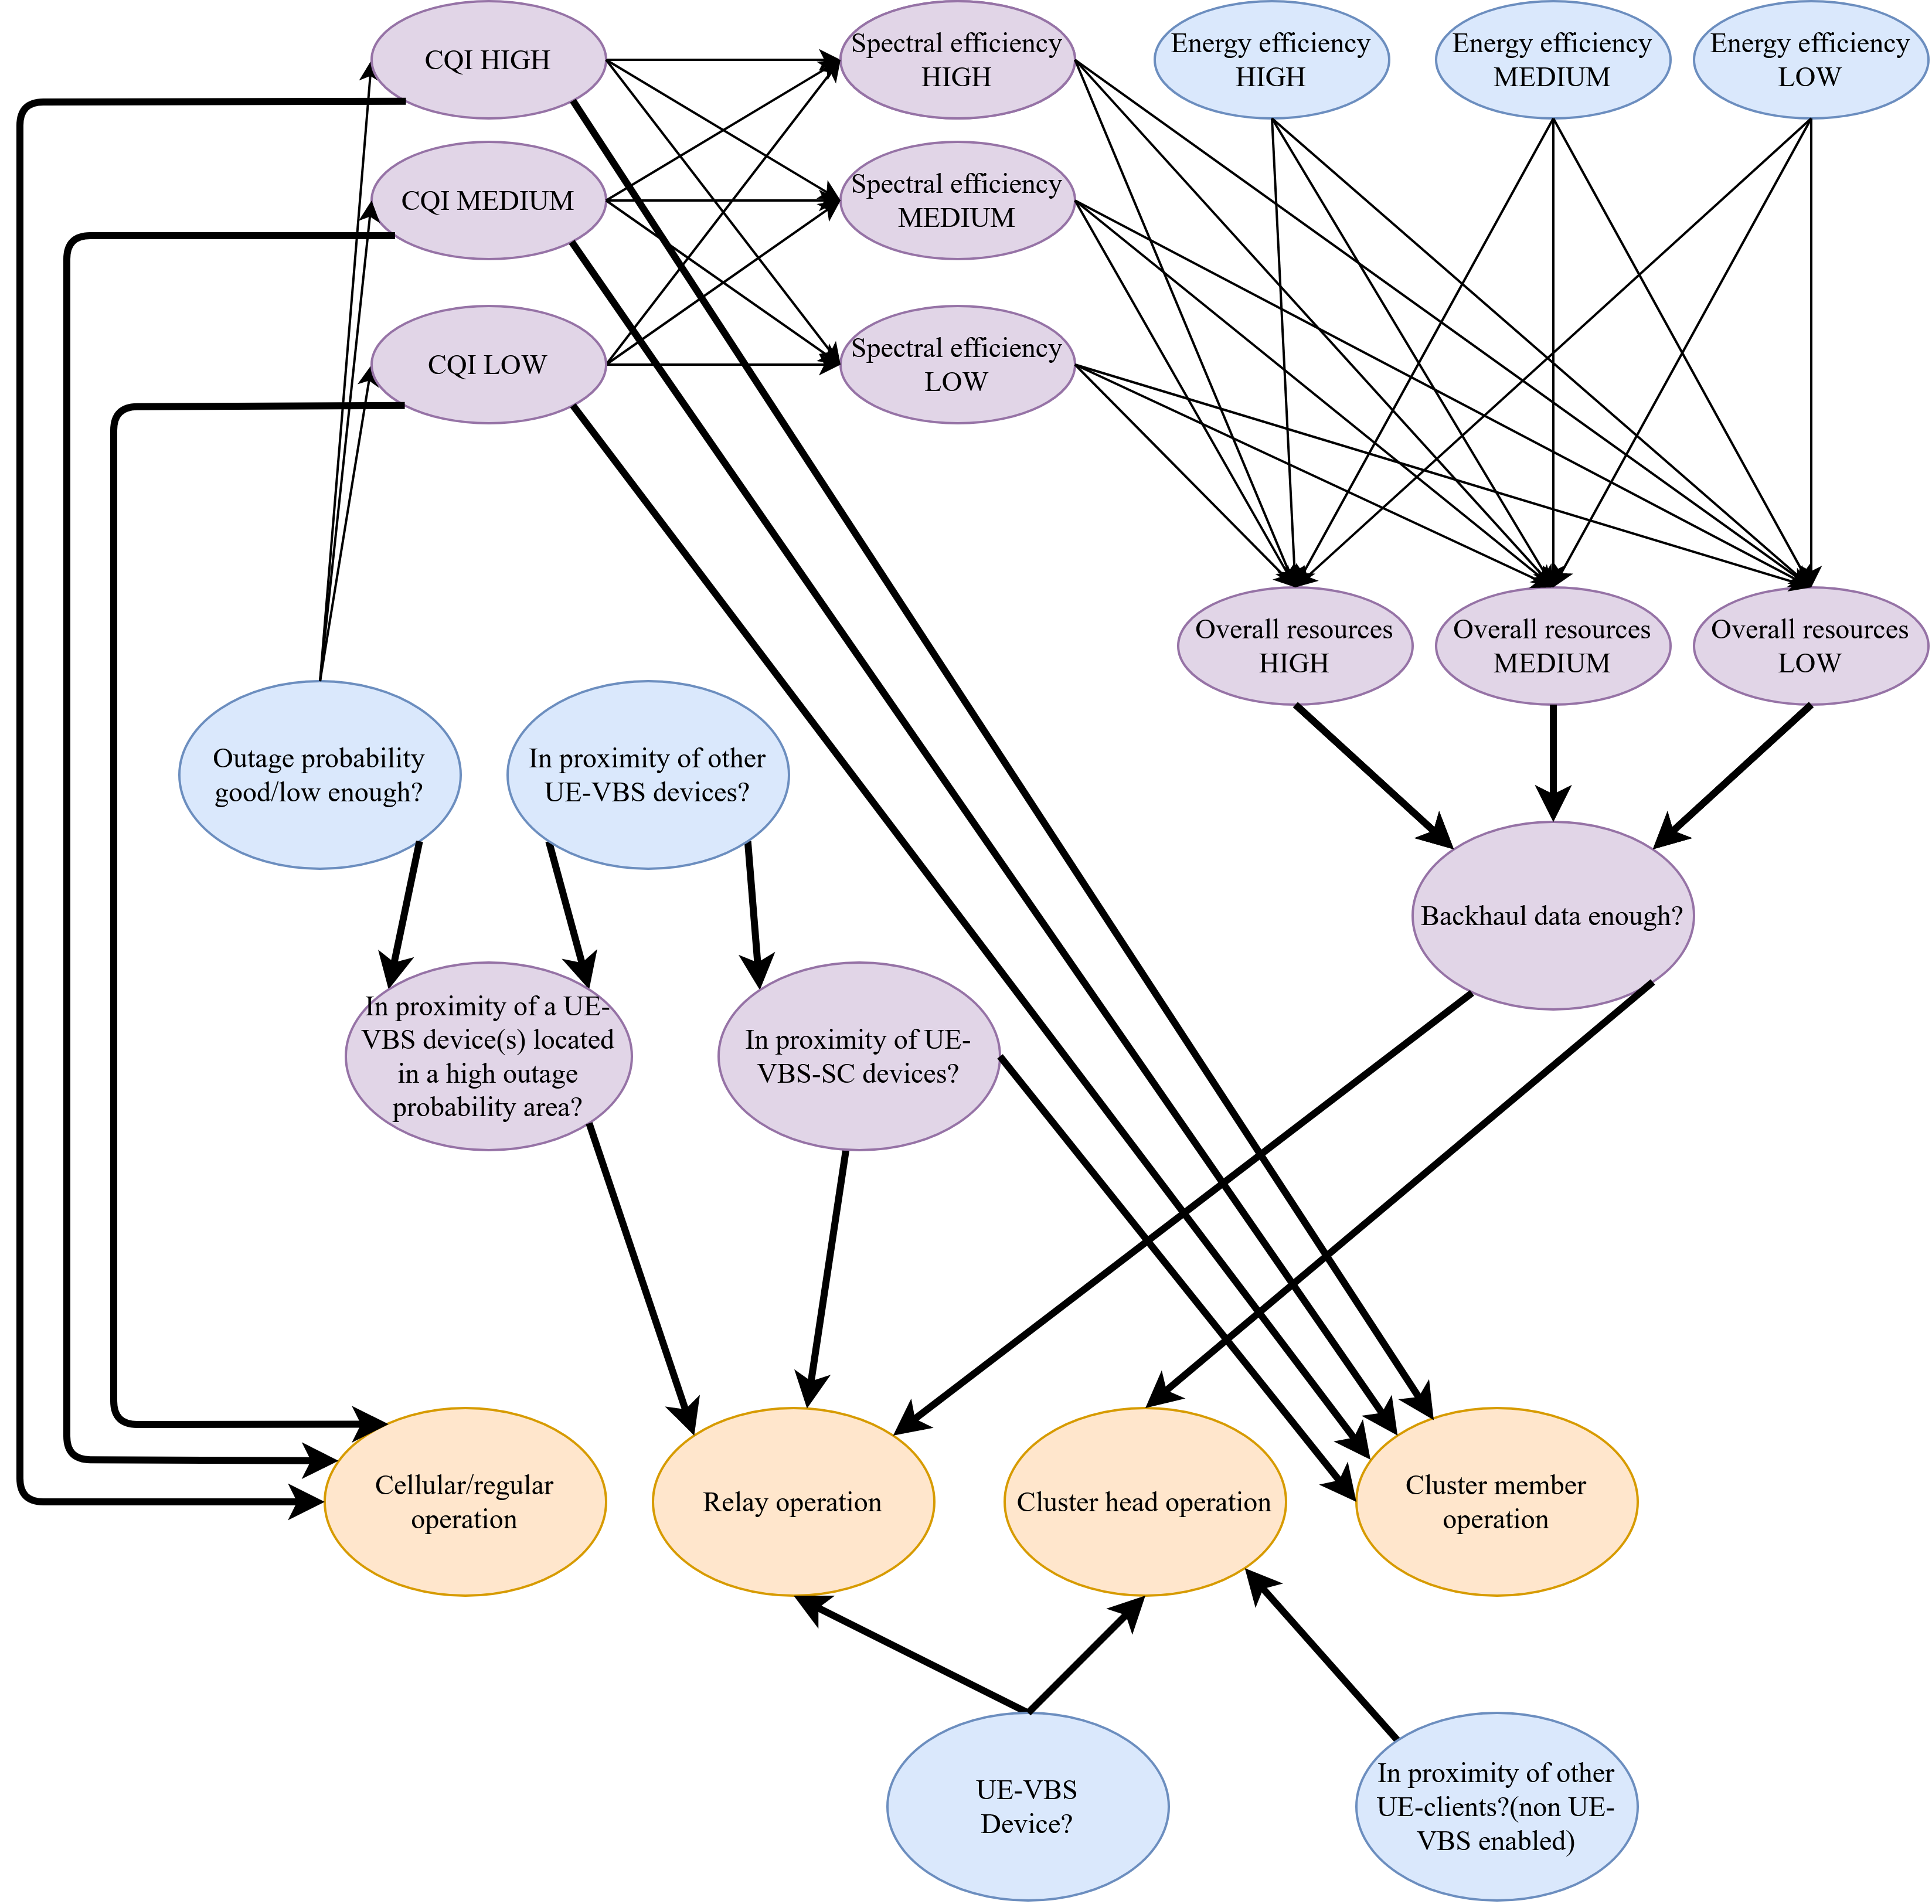 CQI HIGH
Spectral efficiency
HIGH
Energy efficiency
HIGH
Energy efficiency
MEDIUM
Energy efficiency
LOW
CQI MEDIUM
Spectral efficiency
MEDIUM
CQI LOW
Spectral efficiency
LOW
Overall resources
HIGH
Overall resources
MEDIUM
Overall resources
LOW
Outage probability
good/low enough?
In proximity of other
UE-VBS devices?
Backhaul data enough?
In proximity of a UE-
VBS device(s) located
in a high outage
probability area?
In proximity of UE-
VBS-SC devices?
Cellular/regular
operation
Relay operation
Cluster head operation
Cluster member
operation
UE-VBS
Device?
In proximity of other
UE-clients?(non UE-
VBS enabled)